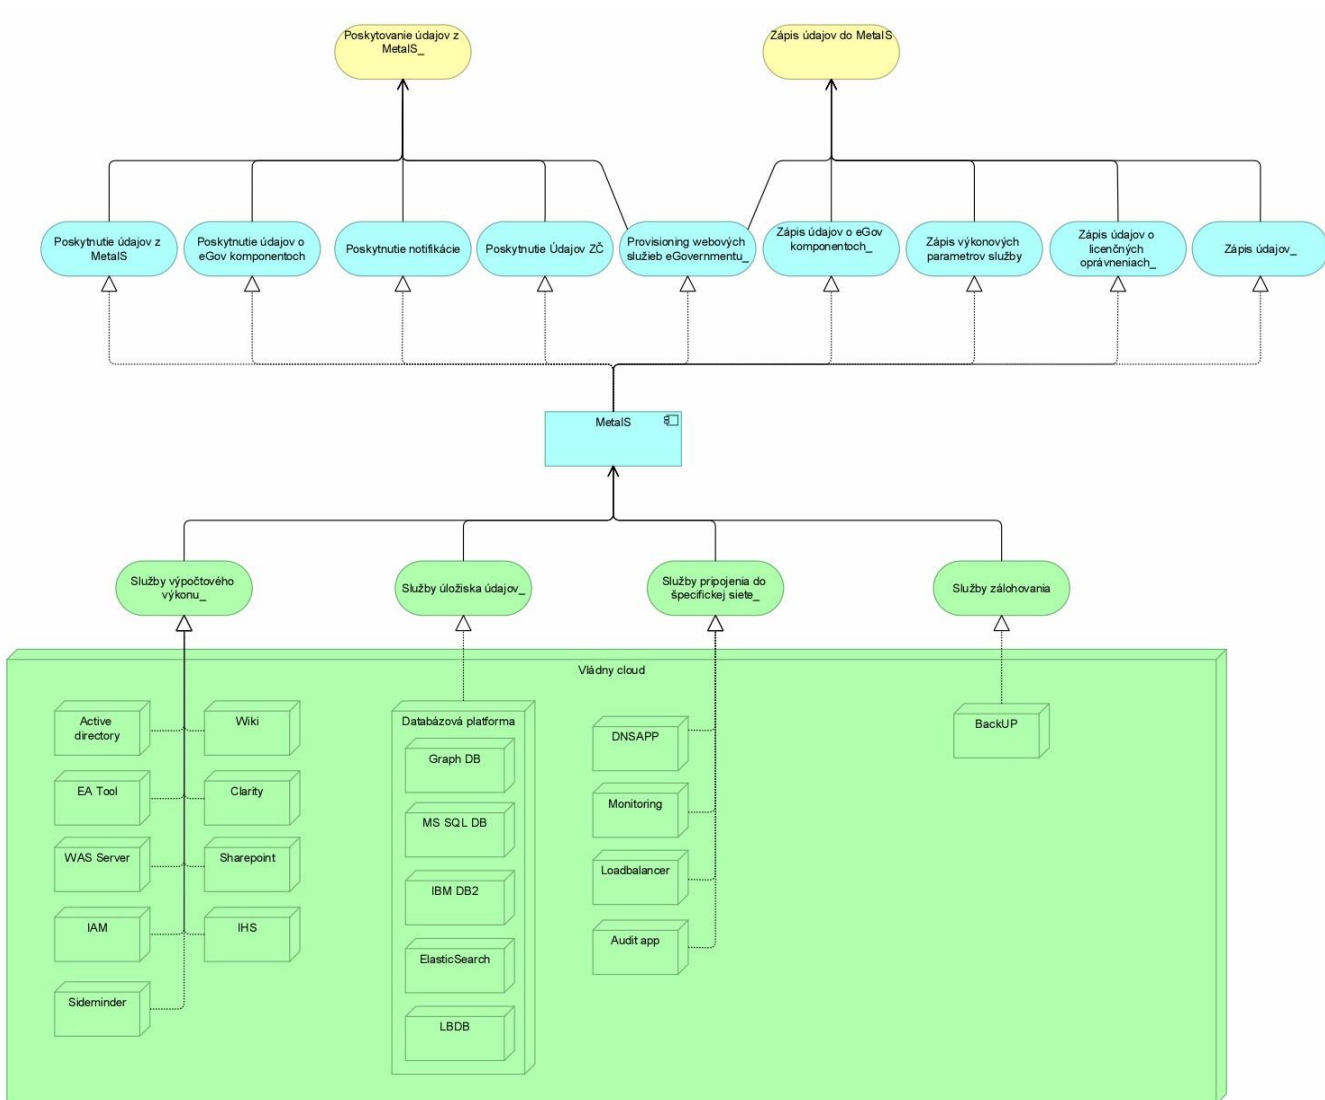 Poskytovanie údajov z
MetaIS_
Zápis údajov do MetaIS
Poskytnutie údajov z
MetaIS
Poskytnutie údajov o
eGov komponentoch
Poskytnutie notifikácie
Poskytnutie Údajov ZČ
Provisioning webových
služieb eGovernmentu_
Zápis údajov o eGov
komponentoch_
Zápis výkonových
parametrov služby
Zápis údajov o
licenčných
oprávneniach_
Zápis údajov_
MetaIS
Služby výpočtového
výkonu_
Služby úložiska údajov_
Služby pripojenia do
špecifickej siete_
Služby zálohovania
Vládny cloud
Active
directory
Wiki
EA Tool
Clarity
WAS Server
Sharepoint
IAM
IHS
Sideminder
Databázová platforma
Graph DB
MS SQL DB
IBM DB2
ElasticSearch
LBDB
DNSAPP
Monitoring
Loadbalancer
Audit app
BackUP